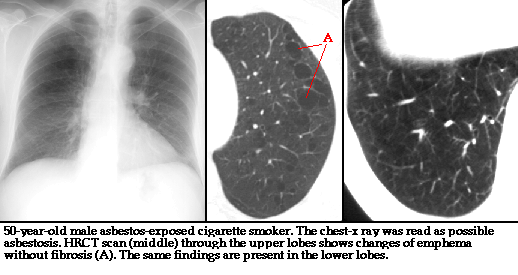 A
50-year-old male asbestos-exposed cigarette smoker. The chest-x ray was read as possible
asbestosis. HRCT scan (middle) through the upper lobes shows changes of emphema
without fibrosis (A). The same findings are present in the lower lobes.